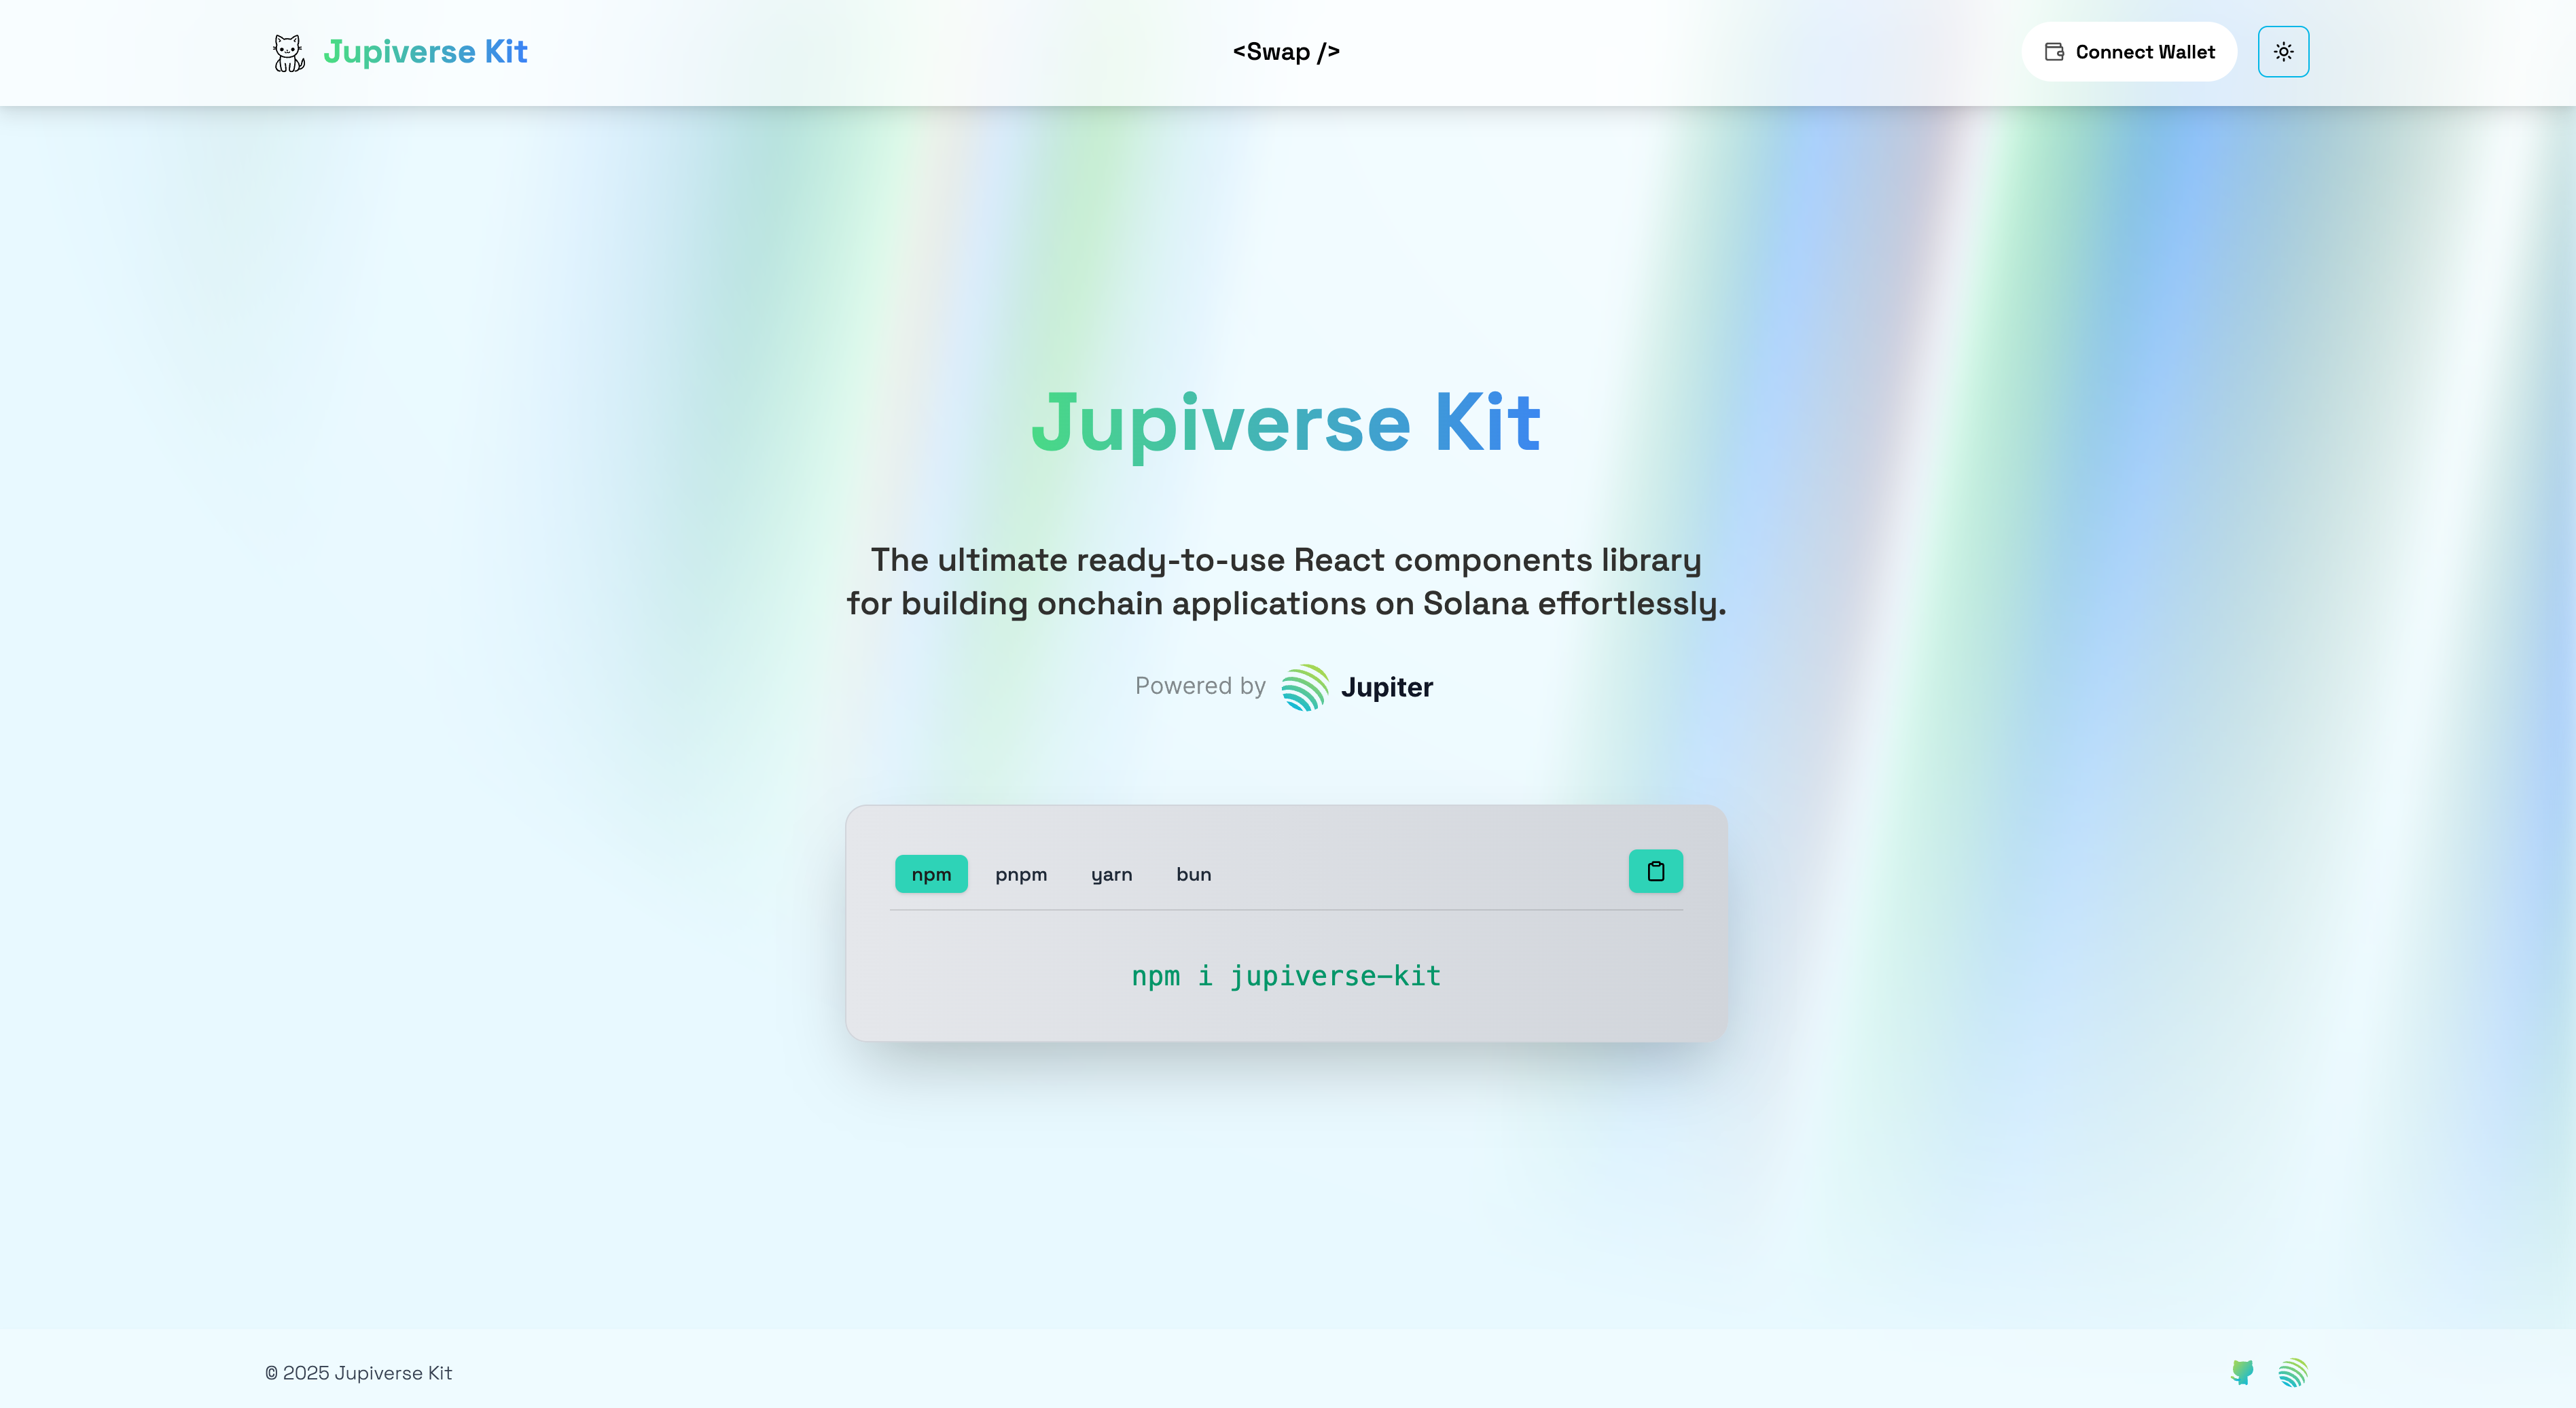 Jupiverse Kit
<Swap />
Connect Wallet
Jupiverse Kit
The ultimate ready-to-use React components library
for building onchain applications on Solana effortlessly.
Powered by Jupiter
npm pnpm yarn bun
npm i jupiverse-kit
© 2025 Jupiverse Kit